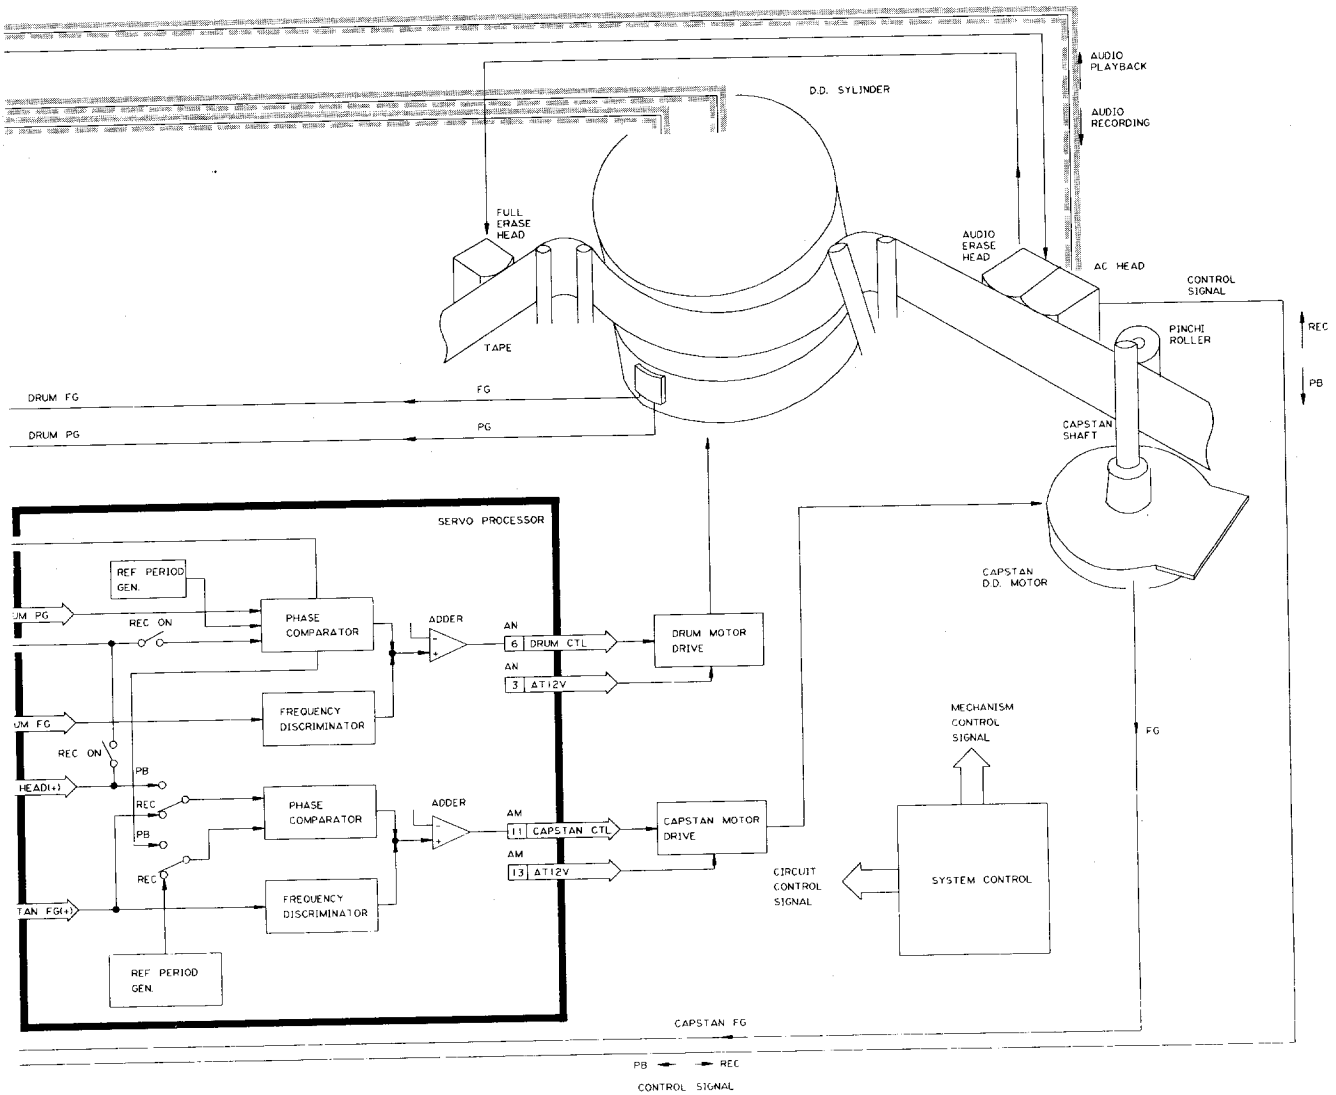 AUDIO
PLAYBACK
D.D. SYLINDER
AUDIO
RECORDING
FULL
ERASE
HEAD
AUDIO
ERASE
HEAD
AC HEAD
CONTROL
SIGNAL
PINCHI
ROLLER
REC
TAPE
PB
DRUM FG
FG
DRUM PG
PG
CAPSTAN
SHAFT
SERVO PROCESSOR
REF PERIOD
GEN.
CAPSTAN
D.D. MOTOR
UM PG
REC ON
PHASE
COMPARATOR
ADDER
AN
6 DRUM CTL
DRUM MOTOR
DRIVE
AN
3 AT12V
UM FG
FREQUENCY
DISCRIMINATOR
MECHANISM
CONTROL
SIGNAL
FG
REC ON
PB
HEAD(+)
REC
PHASE
COMPARATOR
ADDER
AM
11 CAPSTAN CTL
CAPSTAN MOTOR
DRIVE
PB
AM
13 AT12V
REC
CIRCUIT
CONTROL
SIGNAL
SYSTEM CONTROL
TAN FG(+)
FREQUENCY
DISCRIMINATOR
REF PERIOD
GEN.
CAPSTAN FG
PB REC
CONTROL SIGNAL